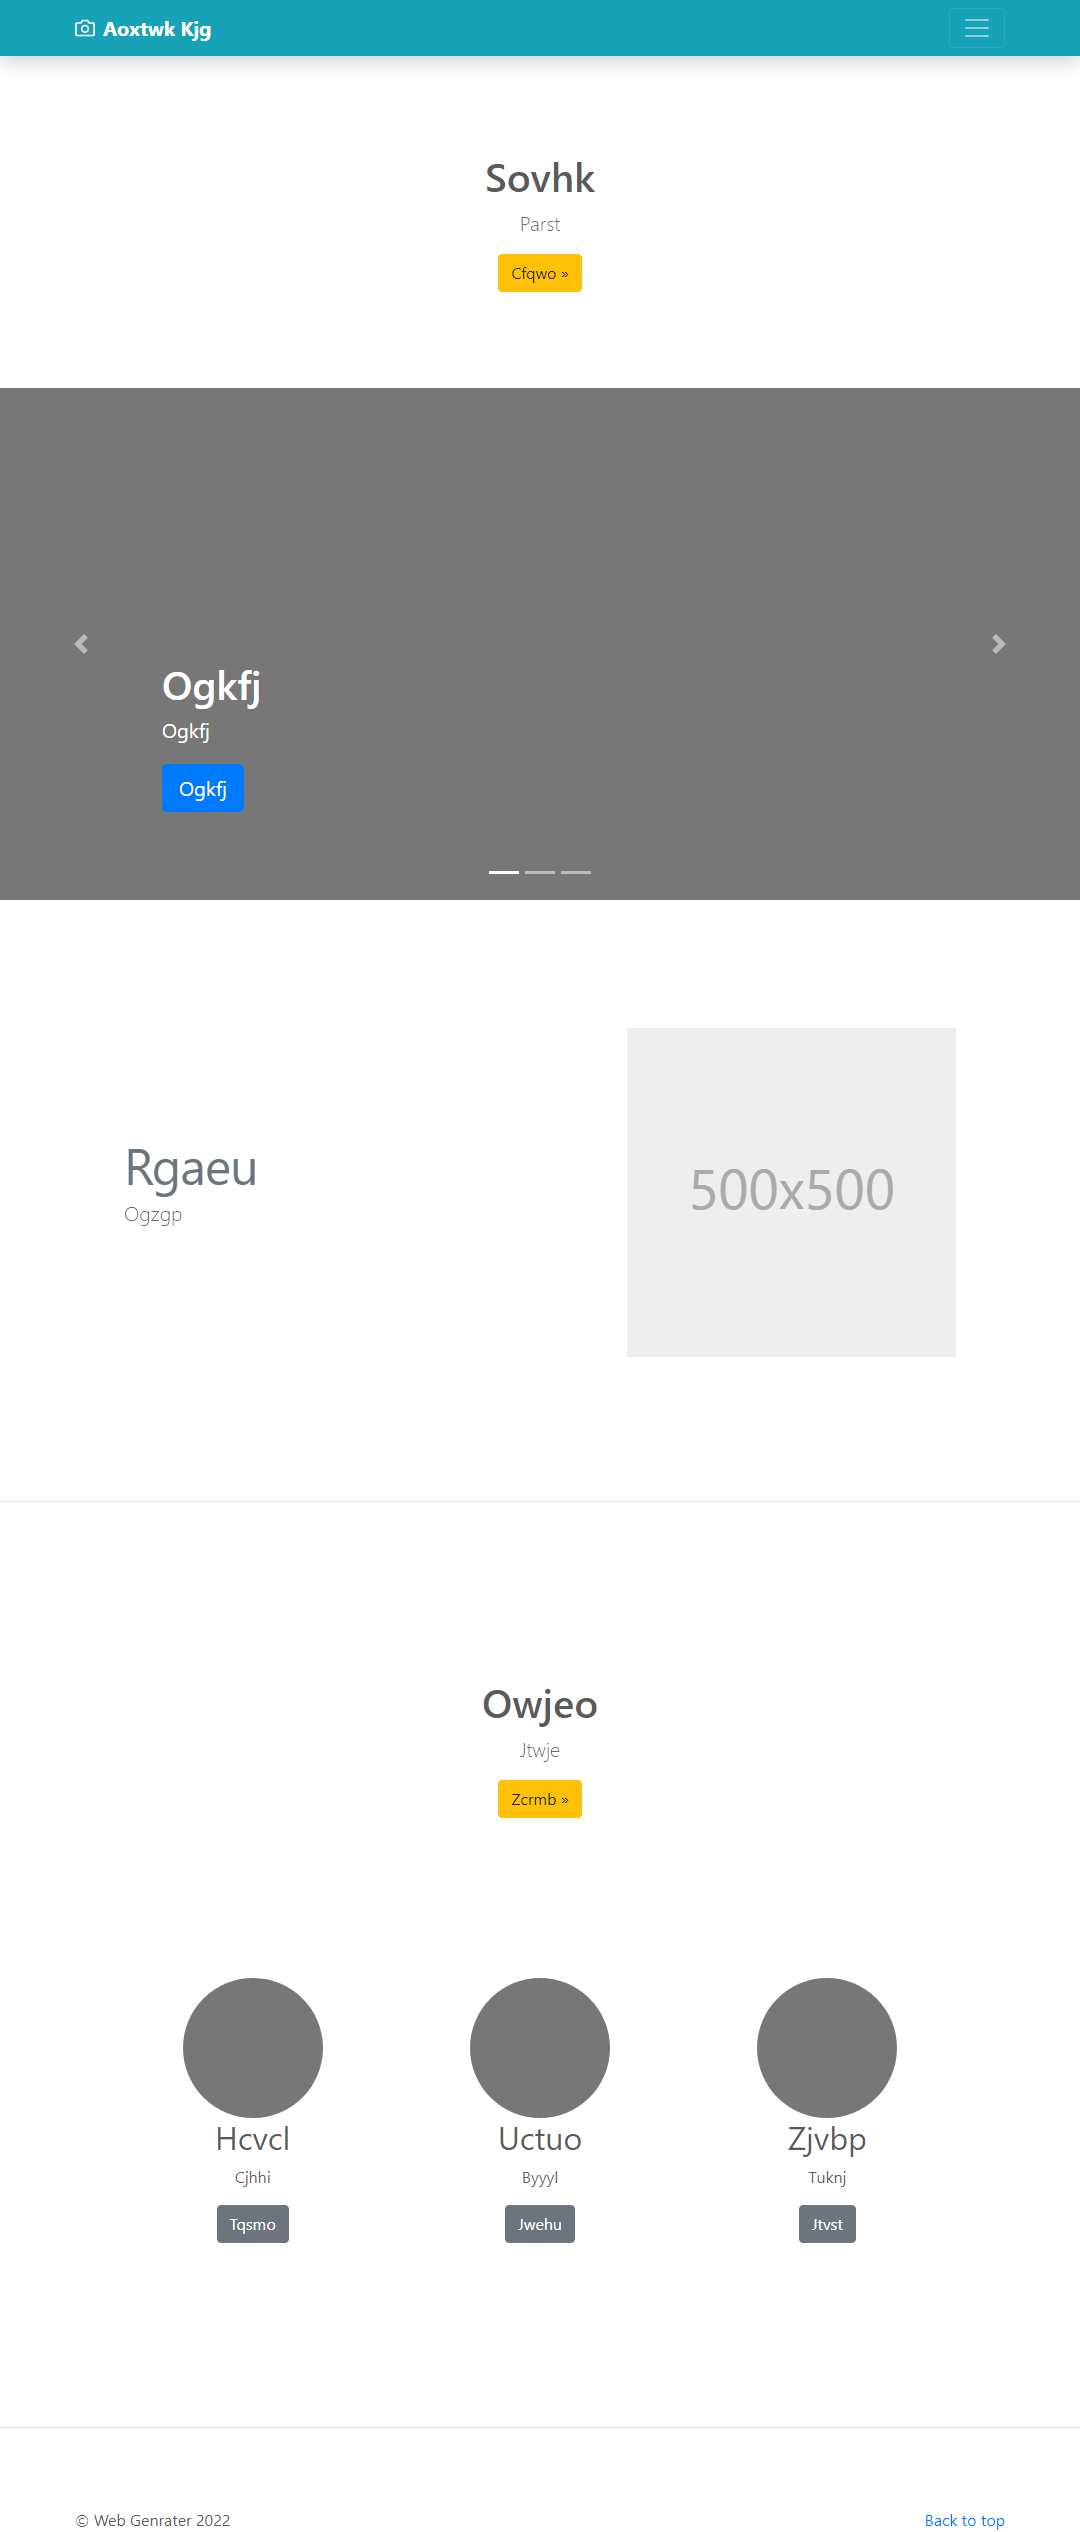 Aoxtwk Kjg
Sovhk
Parst
Cfqwo »
Ogkfj
Ogkfj
Ogkfj
Rgaeu
Ogzgp
500x500
Owjeo
Jtwje
Zcrmb »
Hcvcl
Cjhhi
Tqsmo
Uctuo
Byyyl
Jwehu
Zjvbp
Tuknj
Jtvst
© Web Genrater 2022
Back to top